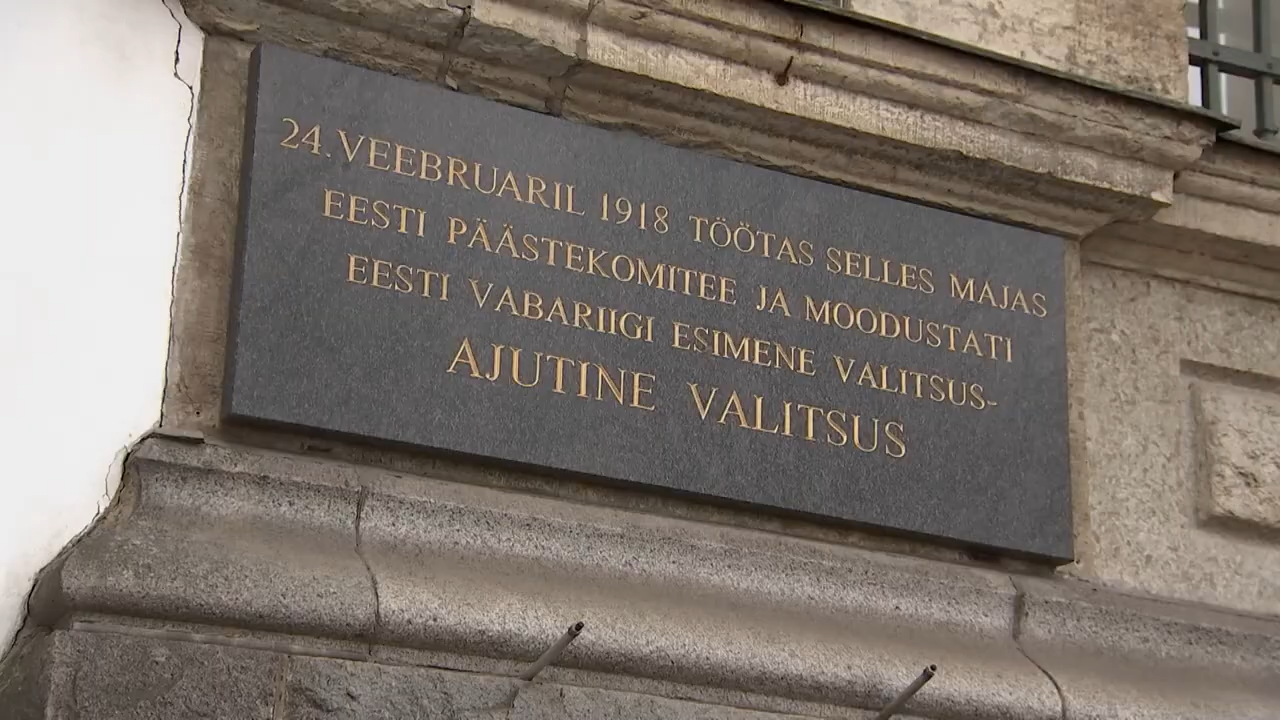 24. VEEBRUARIL 1918 TÖÖTAS SELLES MAJAS
EESTI PÄÄSTEKOMITEE JA MOODUSTATI
EESTI VABARIIGI ESIMENE VALITSUS-
AJUTINE VALITSUS